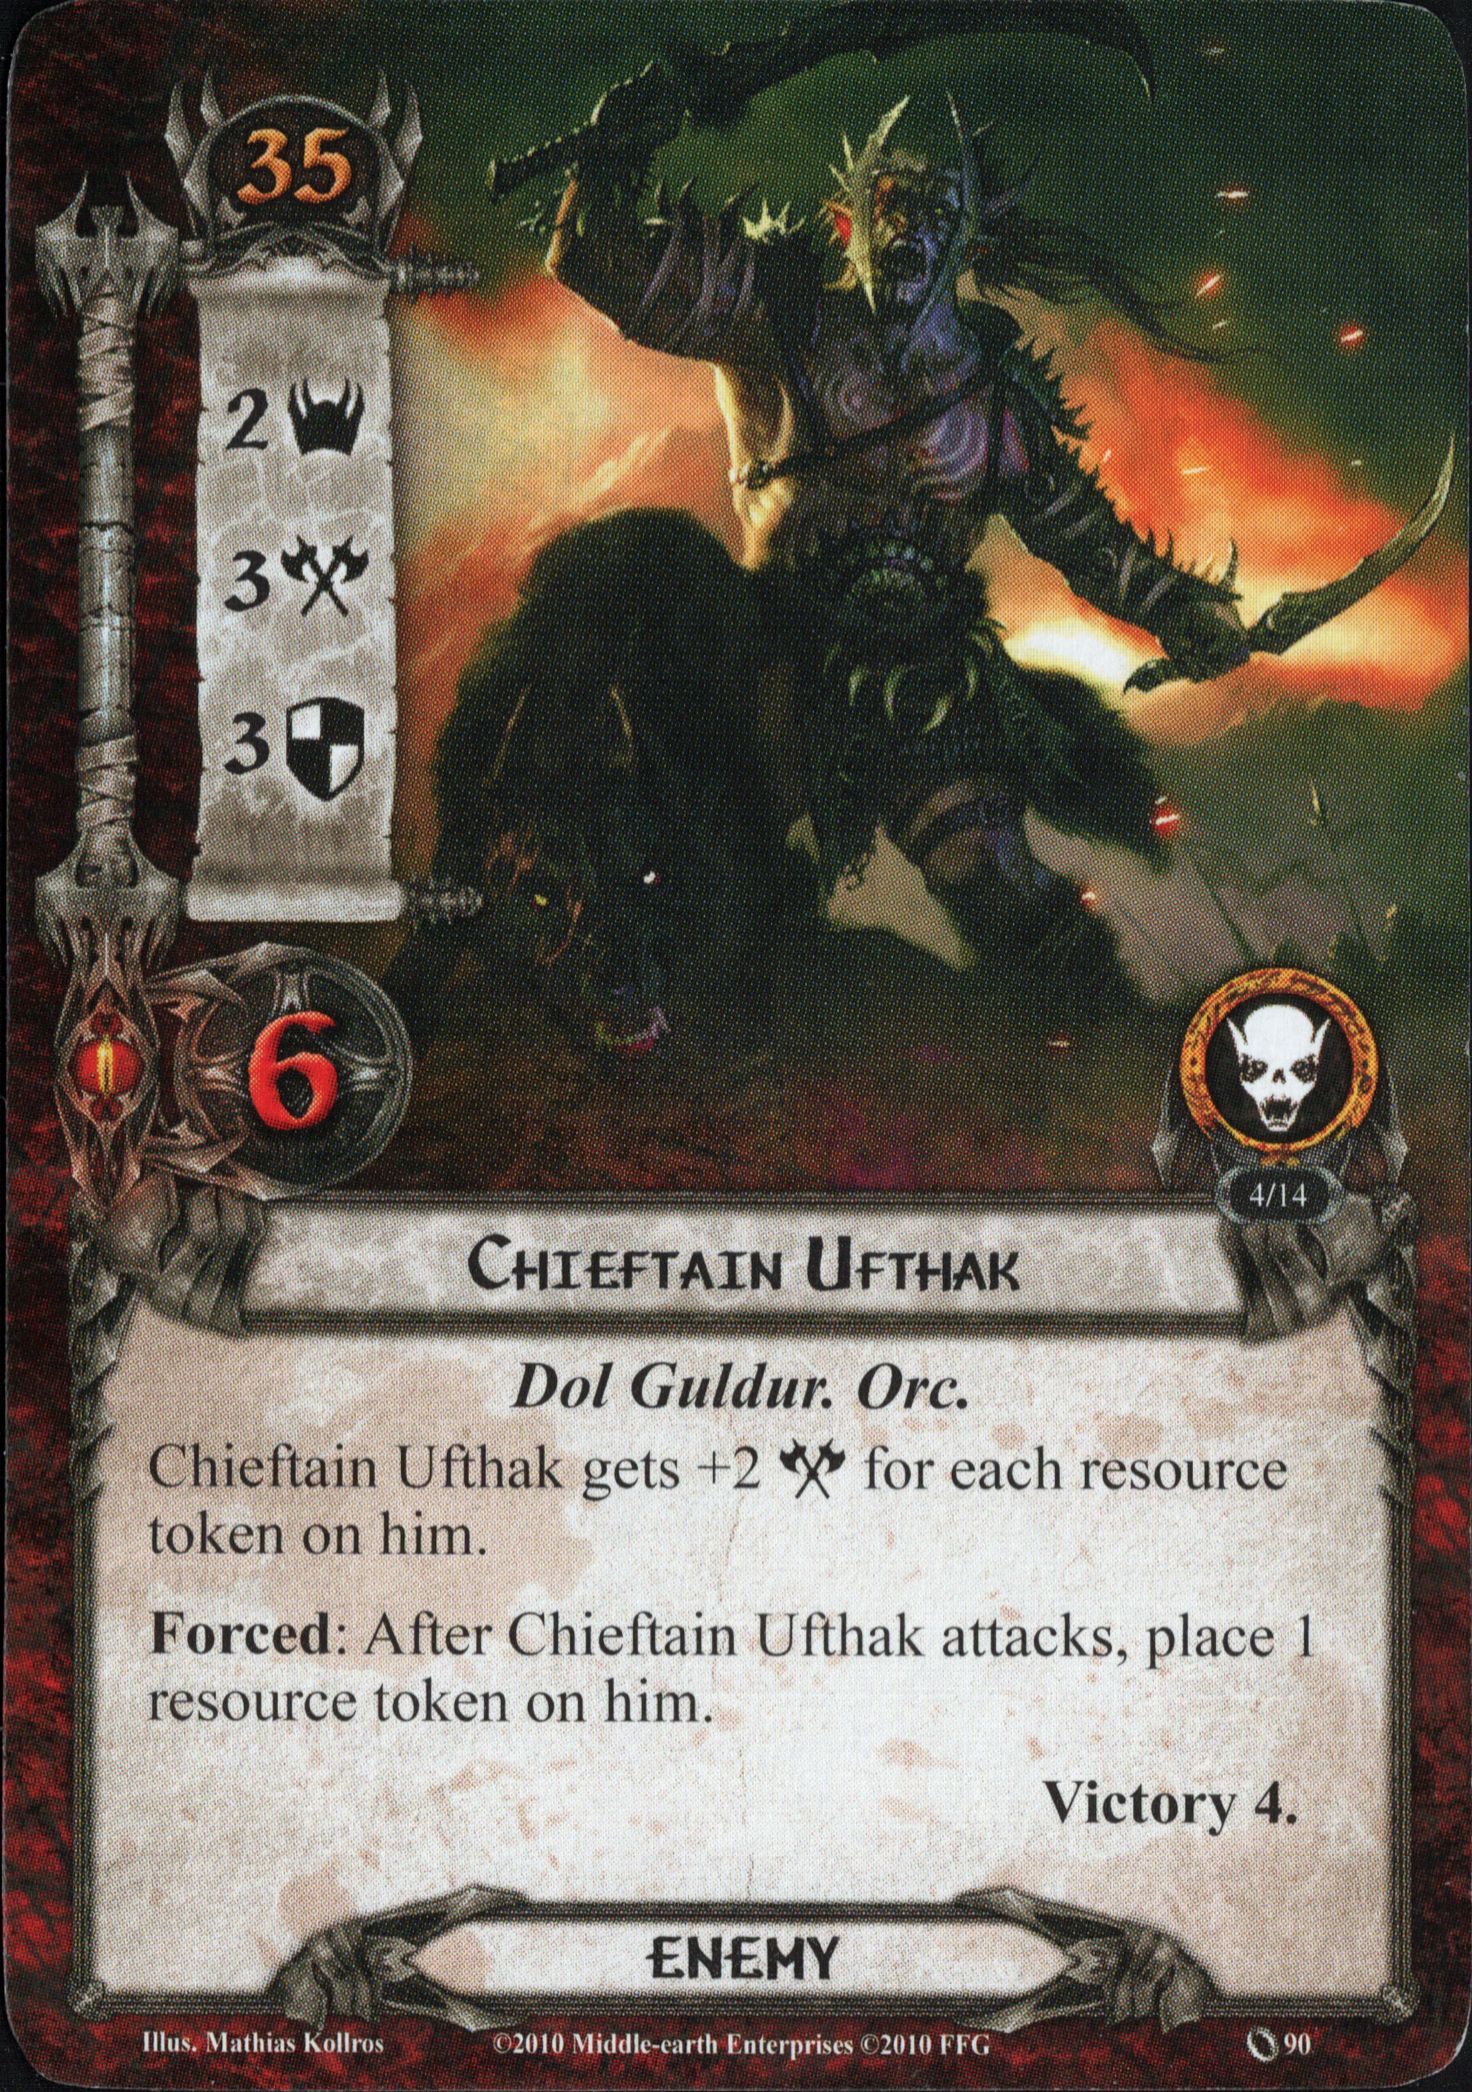 35
2
3
3
6
4/14
Chieftain Ufthak
Dol Guldur. Orc.
Chieftain Ufthak gets +2 for each resource
token on him.
Forced: After Chieftain Ufthak attacks, place 1
resource token on him.
Victory 4.
ENEMY
Illus. Mathias Kollros
©2010 Middle-earth Enterprises ©2010 FFG
90